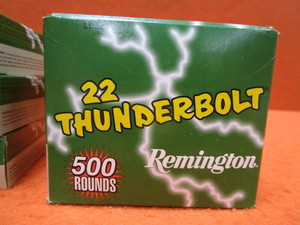 22
THUNDERBOLT
Remington.
500
ROUNDS